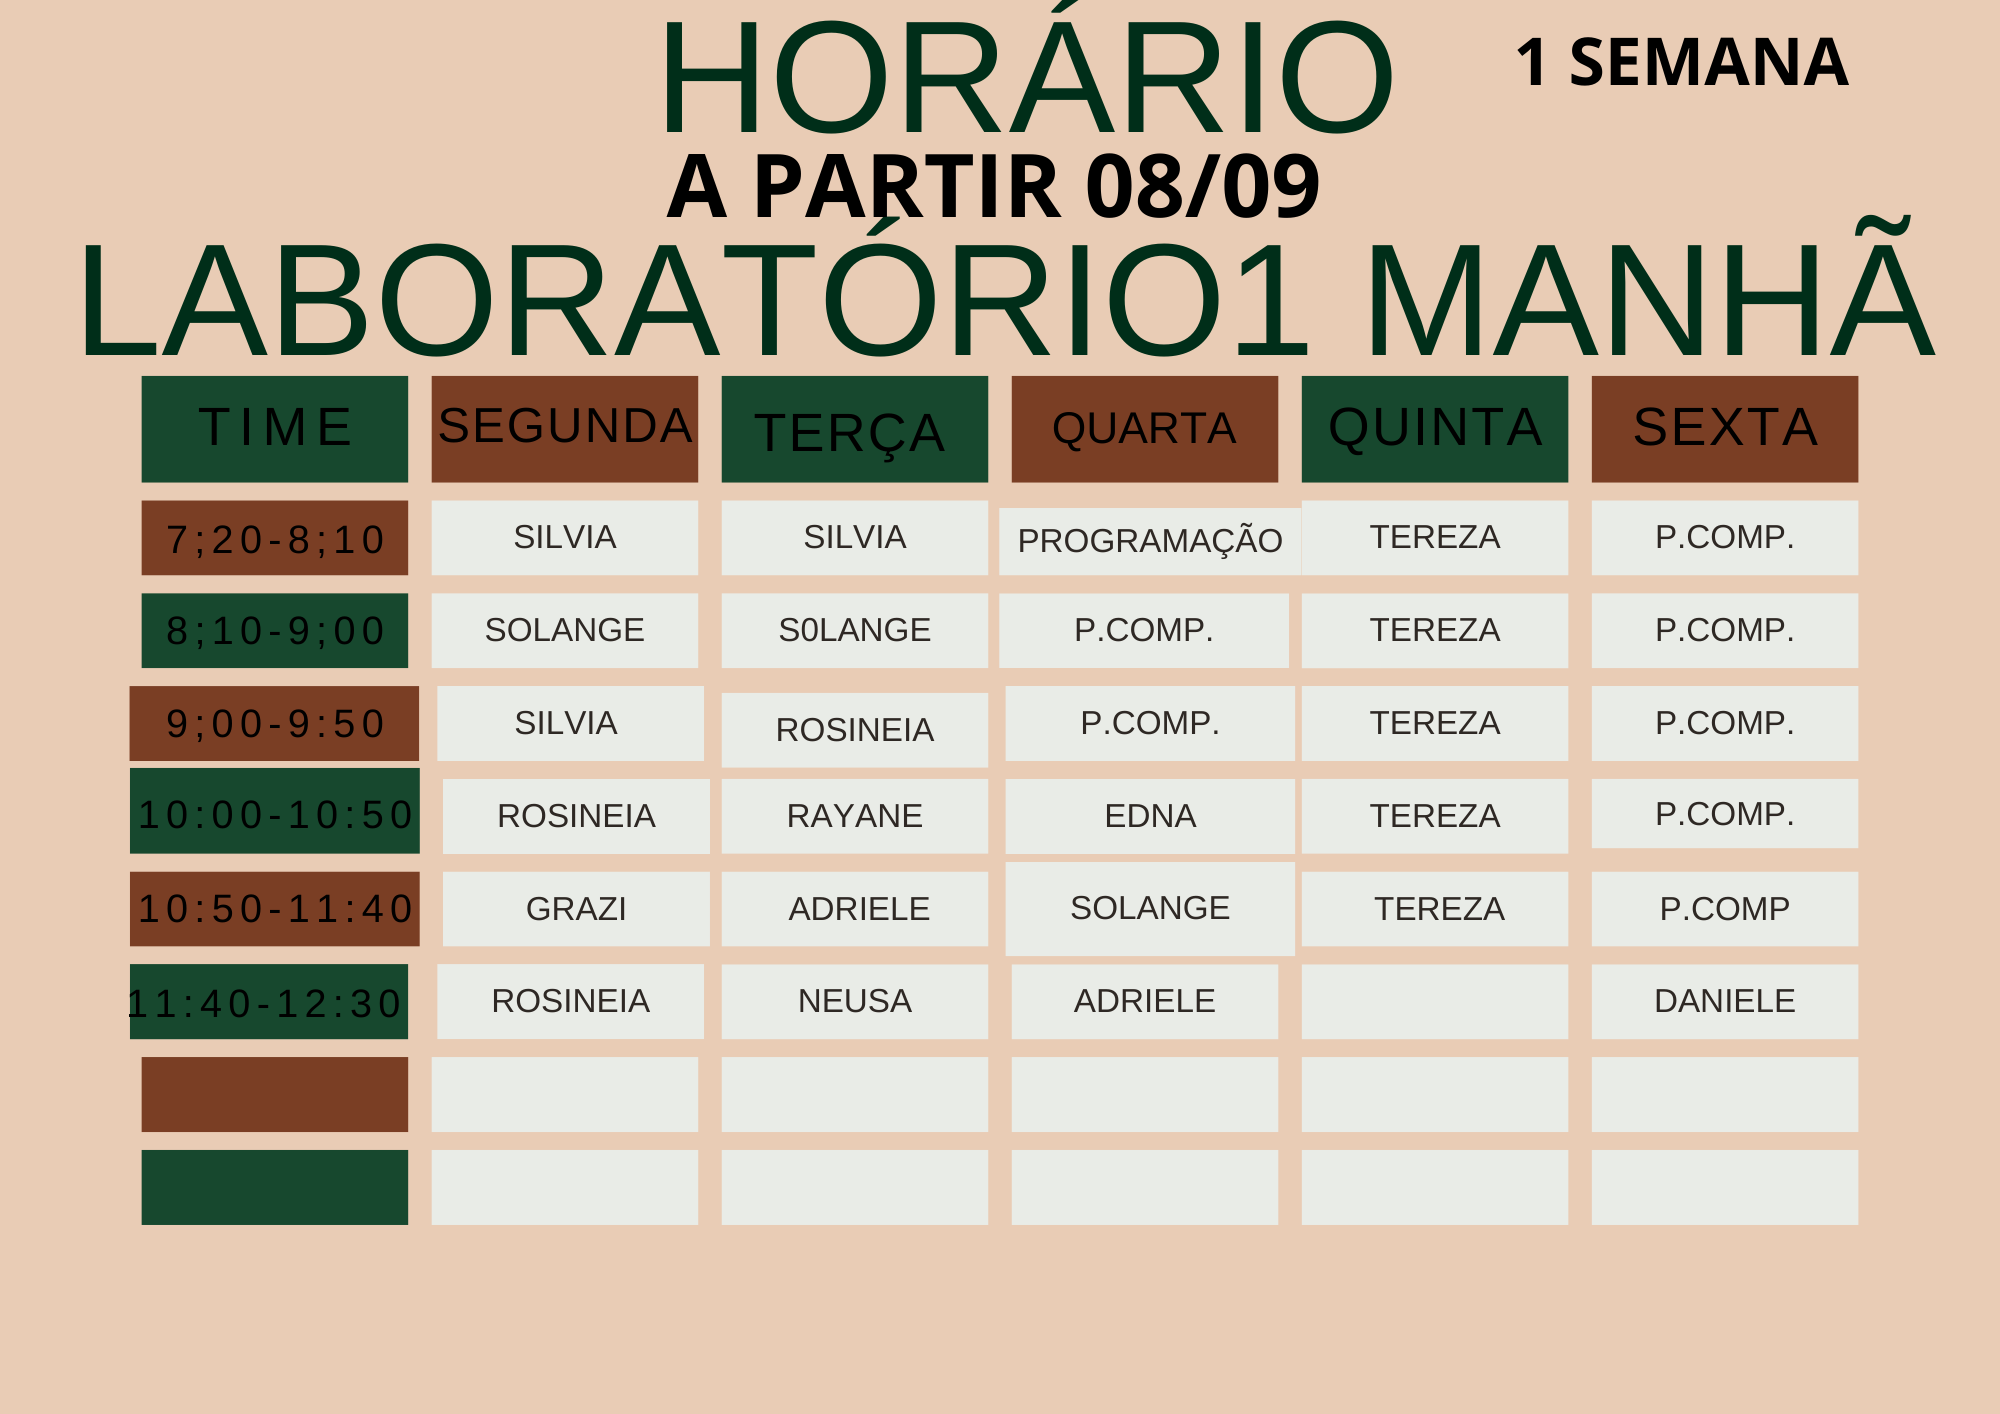 HORÁRIO
1 SEMANA
A PARTIR 08/09
LABORATÓRIO1 MANHÃ
TIME SEGUNDA TERÇA QUARTA QUINTA SEXTA
7;20-8;10 SILVIA SILVIA PROGRAMAÇÃO TEREZA P.COMP.
8;10-9;00 SOLANGE S0LANGE P.COMP. TEREZA P.COMP.
9;00-9:50 SILVIA ROSINEIA P.COMP. TEREZA P.COMP.
10:00-10:50 ROSINEIA RAYANE EDNA TEREZA P.COMP.
10:50-11:40 GRAZI ADRIELE SOLANGE TEREZA P.COMP
11:40-12:30 ROSINEIA NEUSA ADRIELE DANIELE